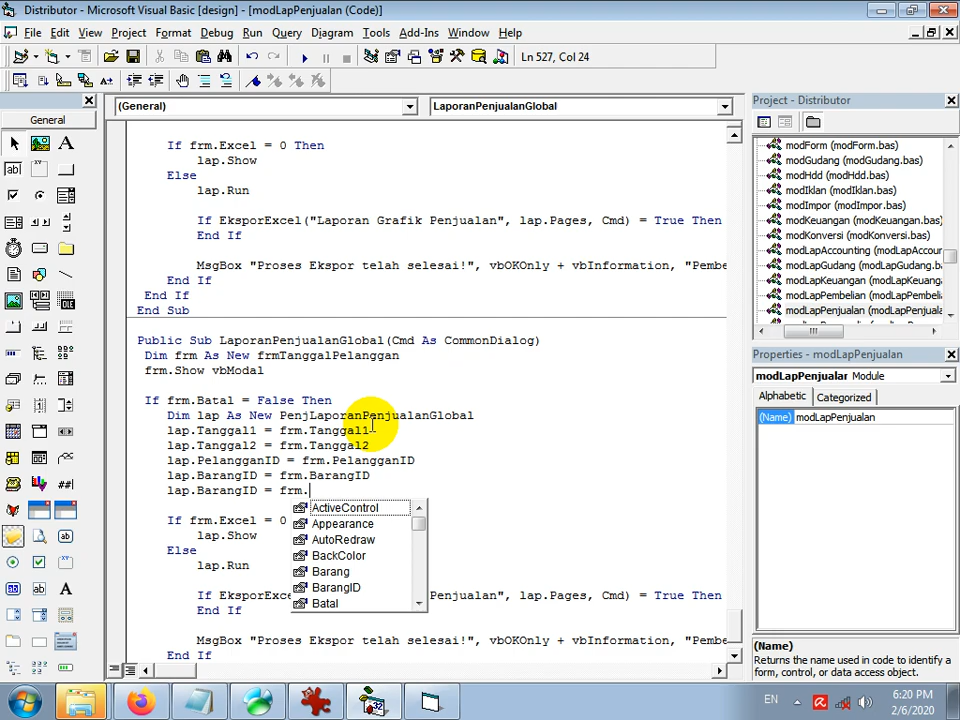 Distributor - Microsoft Visual Basic [design] - [modLapPenjualan (Code)]
File Edit View Project Format Debug Run Query Diagram Tools Add-Ins Window Help
Ln 527, Col 24
General
(General)
LaporanPenjualanGlobal
If frm.Excel = 0 Then
lap.Show
Else
lap.Run
If EksporExcel("Laporan Grafik Penjualan", lap.Pages, Cmd) = True Then
End If
MsgBox "Proses Ekspor telah selesai!", vbOKOnly + vbInformation, "Pembe
End If
End If
End Sub
Public Sub LaporanPenjualanGlobal(Cmd As CommonDialog)
Dim frm As New frmTanggalPelanggan
frm.Show vbModal
If frm.Batal = False Then
Dim lap As New PenjLaporanPenjualanGlobal
lap.Tanggal1 = frm.Tanggal1
lap.Tanggal2 = frm.Tanggal2
lap.PelangganID = frm.PelangganID
lap.BarangID = frm.BarangID
lap.BarangID = frm.
ActiveControl
Appearance
AutoRedraw
BackColor
Barang
BarangID
Batal
If frm.Excel = 0
lap.Show
Else
lap.Run
If EksporExce
Penjualan", lap.Pages, Cmd) = True Then
End If
MsgBox "Proses Ekspor telah selesai!", vbOKOnly + vbInformation, "Pembe
End If
Project - Distributor
modForm (modForm.bas)
modGudang (modGudang.bas)
modHdd (modHdd.bas)
modIklan (modIklan.bas)
modImpor (modImpor.bas)
modKeuangan (modKeuangan.bas)
modKonversi (modKonversi.bas)
modLapAccounting (modLapAccour
modLapGudang (modLapGudang.b
modLapKeuangan (modLapKeuanga
modLapPembelian (modLapPembelia
modLapPenjualan (modLapPenjualan
Properties - modLapPenjualan
modLapPenjualan Module
Alphabetic Categorized
(Name) modLapPenjualan
(Name)
Returns the name used in code to identify a form, control, or data access object.
EN
6:20 PM
2/6/2020